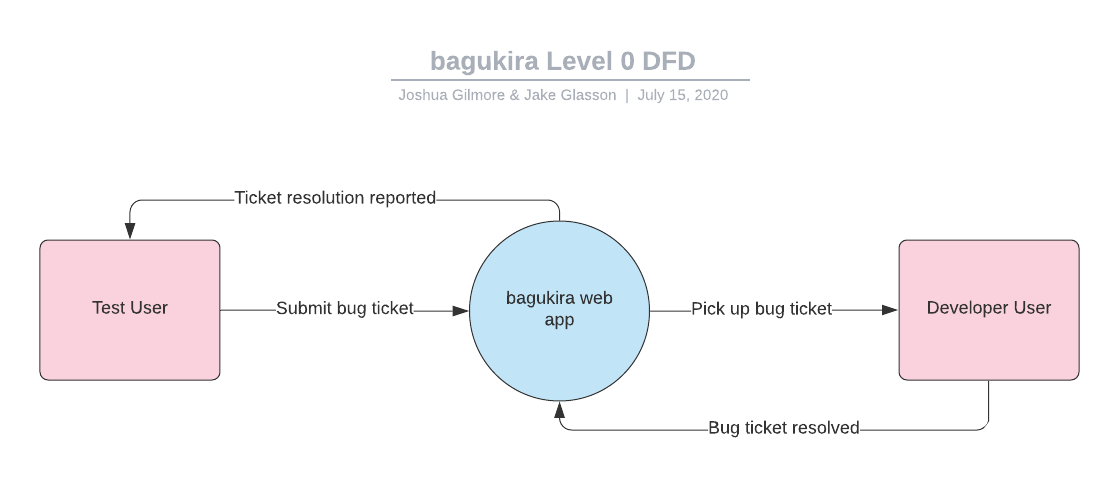 bagukira Level 0 DFD
Joshua Gilmore & Jake Glasson | July 15, 2020
Ticket resolution reported
Test User
Submit bug ticket
bagukira web
app
Pick up bug ticket
Developer User
Bug ticket resolved